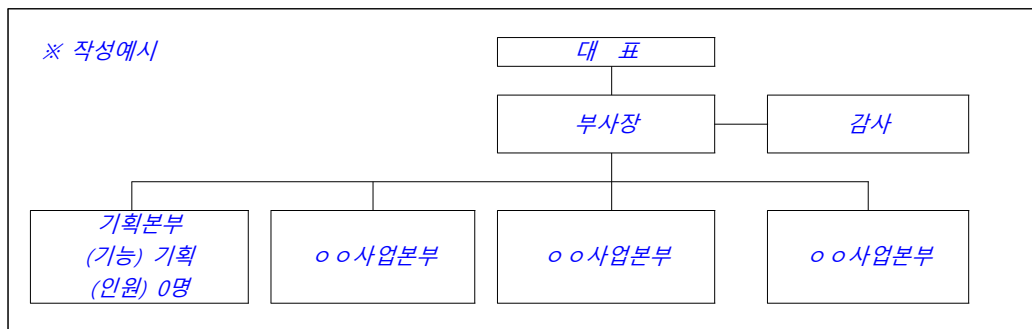 ※ 작성예시
대 표
부사장
감사
기획본부
(기능) 기획
(인원) 0명
ㅇㅇ사업본부
ㅇㅇ사업본부
ㅇㅇ사업본부